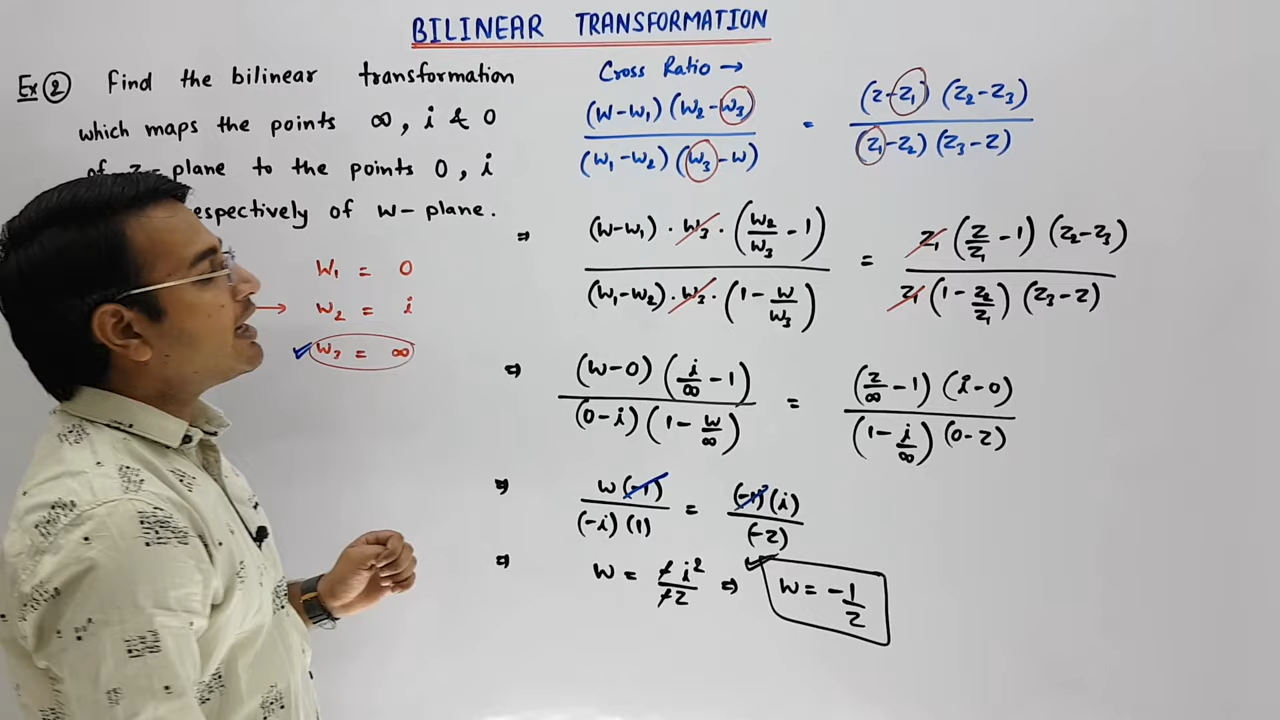 BILINEAR TRANSFORMATION
Ex ② Find the bilinear transformation
which maps the points ∞, i & 0
of z-plane to the points 0, i
espectively of w-plane.
w₁ = 0
→ w₂ = i
✓ w₃ = ∞
Cross Ratio →
(w-w₁)(w₂-w₃) / (w₁-w₂)(w₃-w) = (z-z₁)(z₂-z₃) / (z₁-z₂)(z₃-z)
⇒ (w-w₁)·w₃·(w₂/w₃ - 1) / (w₁-w₂)·w₃·(1 - w/w₃) = z₁(z/z₁ - 1)(z₂-z₃) / z₁(1 - z₂/z₁)(z₃-z)
⇒ (w-0)(i/∞ - 1) / (0-i)(1 - w/∞) = (z/∞ - 1)(i-0) / (1 - i/∞)(0-z)
⇒ w(-1) / (-i)(1) = (-1)(i) / (-z)
⇒ w = -i²/-z ⇒ ✓ w = -1/z